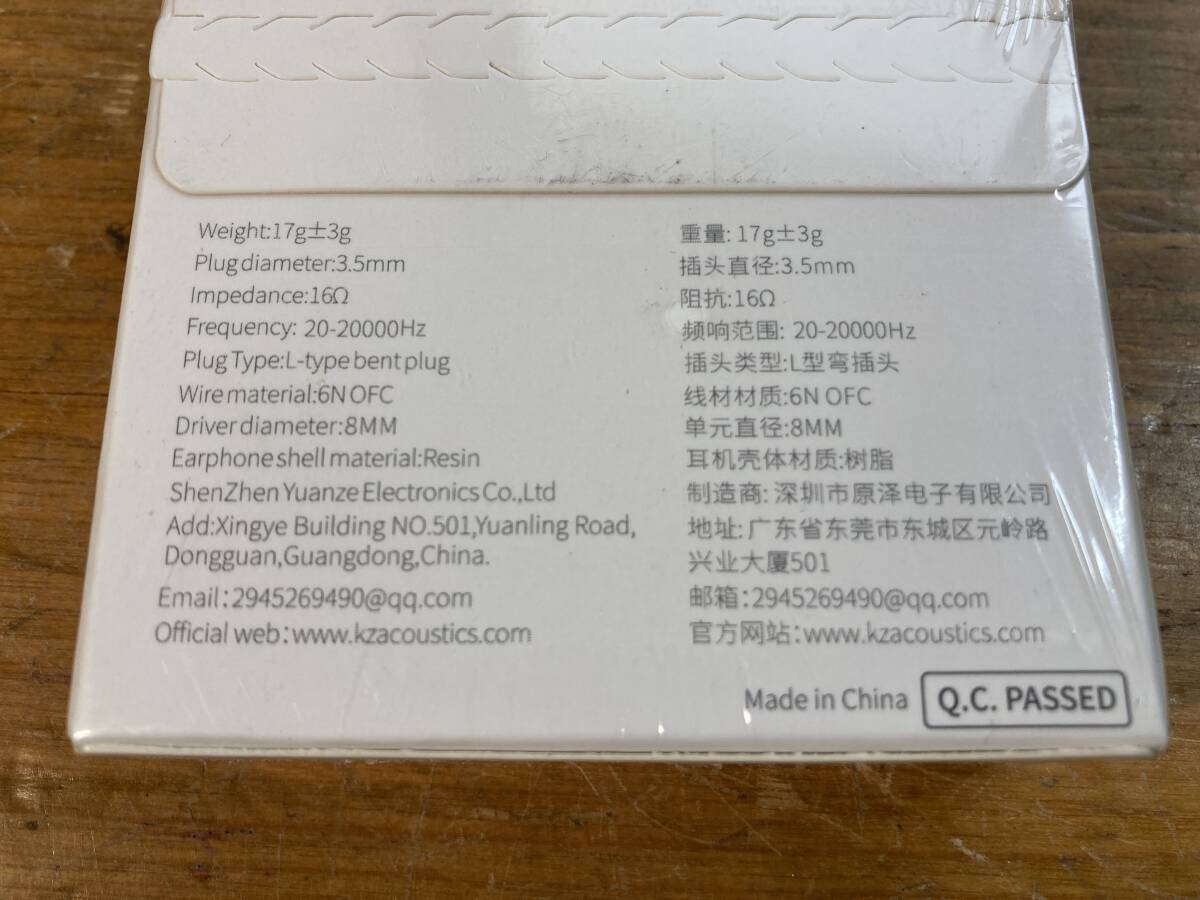 Weight:17g±3g
Plug diameter:3.5mm
Impedance:16Ω
Frequency: 20-20000Hz
Plug Type:L-type bent plug
Wire material:6N OFC
Driver diameter:8MM
Earphone shell material:Resin
ShenZhen Yuanze Electronics Co.,Ltd
Add:Xingye Building NO.501,Yuanling Road,
Dongguan,Guangdong,China.
Email:2945269490@qq.com
Official web:www.kzacoustics.com
重量: 17g±3g
插头直径:3.5mm
阻抗:16Ω
频响范围: 20-20000Hz
插头类型:L型弯插头
线材材质:6N OFC
单元直径:8MM
耳机壳体材质:树脂
制造商: 深圳市原泽电子有限公司
地址: 广东省东莞市东城区元岭路
兴业大厦501
邮箱:2945269490@qq.com
官方网站:www.kzacoustics.com
Made in China
Q.C. PASSED